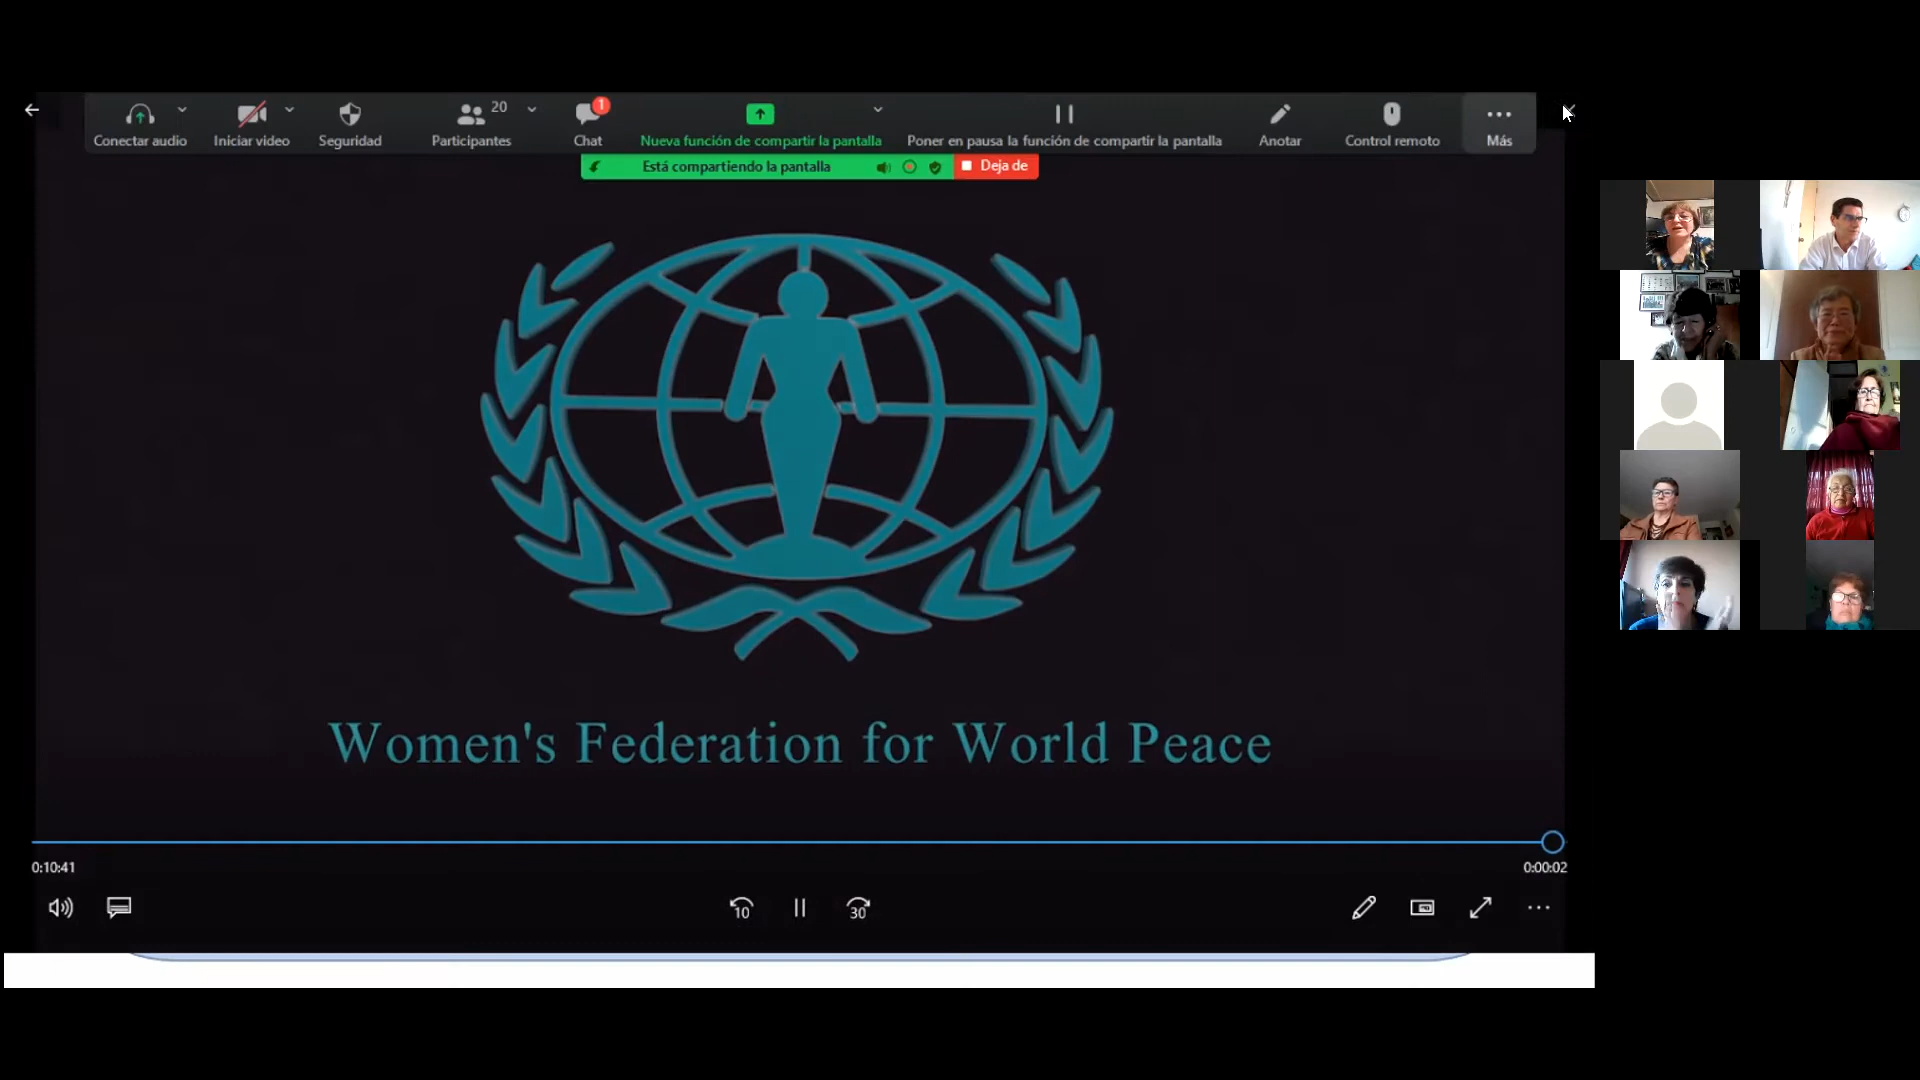 20
1
Conectar audio
Iniciar video
Seguridad
Participantes
Chat
Nueva función de compartir la pantalla
Poner en pausa la función de compartir la pantalla
Anotar
Control remoto
Más
Está compartiendo la pantalla
Deja de
Women's Federation for World Peace
0:10:41
0:00:02
10
30